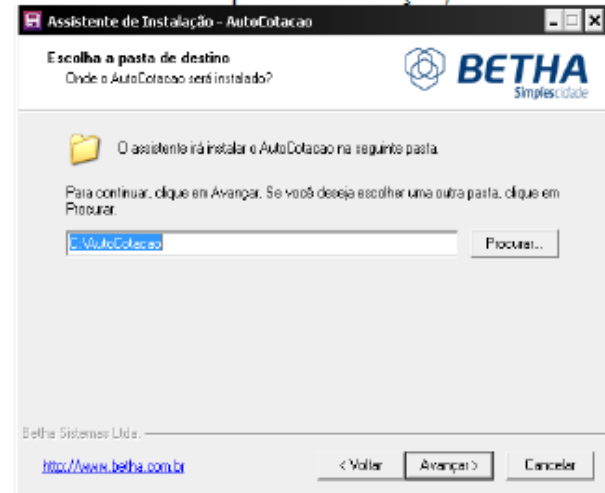 Assistente de Instalação - AutoCotacao
Escolha a pasta de destino
Onde o AutoCotacao será instalado?
BETHA
Simplescidade
O assistente irá instalar o AutoCotacao na seguinte pasta.
Para continuar, clique em Avançar. Se você deseja escolher uma outra pasta, clique em
Procurar.
C:\AutoCotacao
Procurar...
Betha Sistemas Ltda.
http://www.betha.com.br
< Voltar
Avançar >
Cancelar